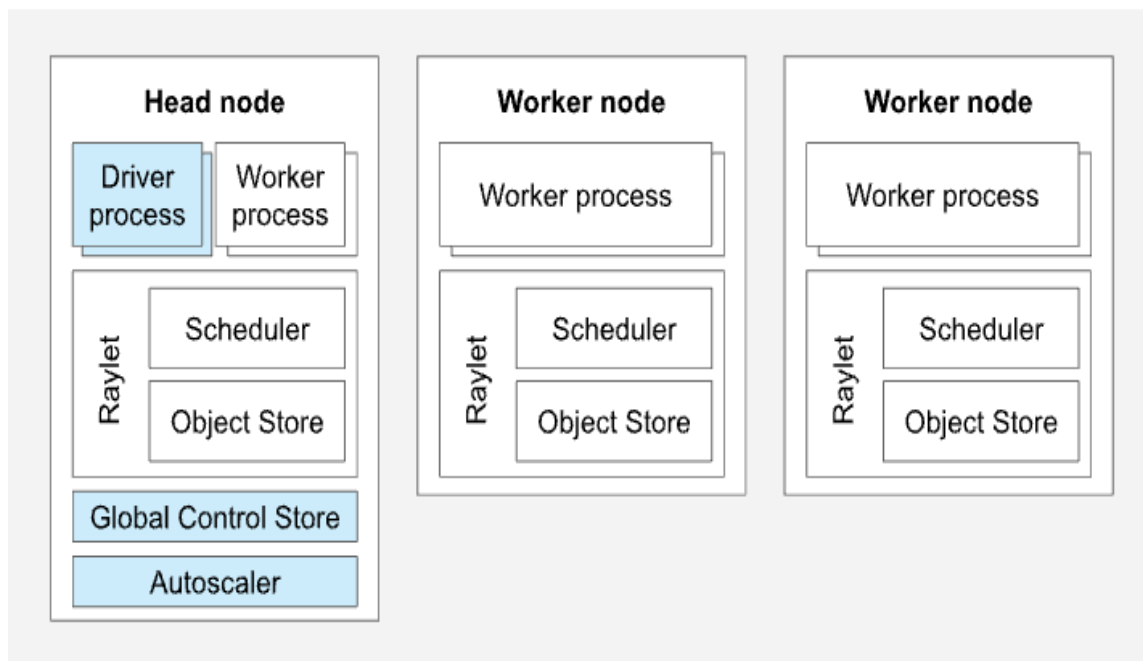 Head node
Driver
process
Worker
process
Raylet
Scheduler
Object Store
Global Control Store
Autoscaler
Worker node
Worker process
Raylet
Scheduler
Object Store
Worker node
Worker process
Raylet
Scheduler
Object Store